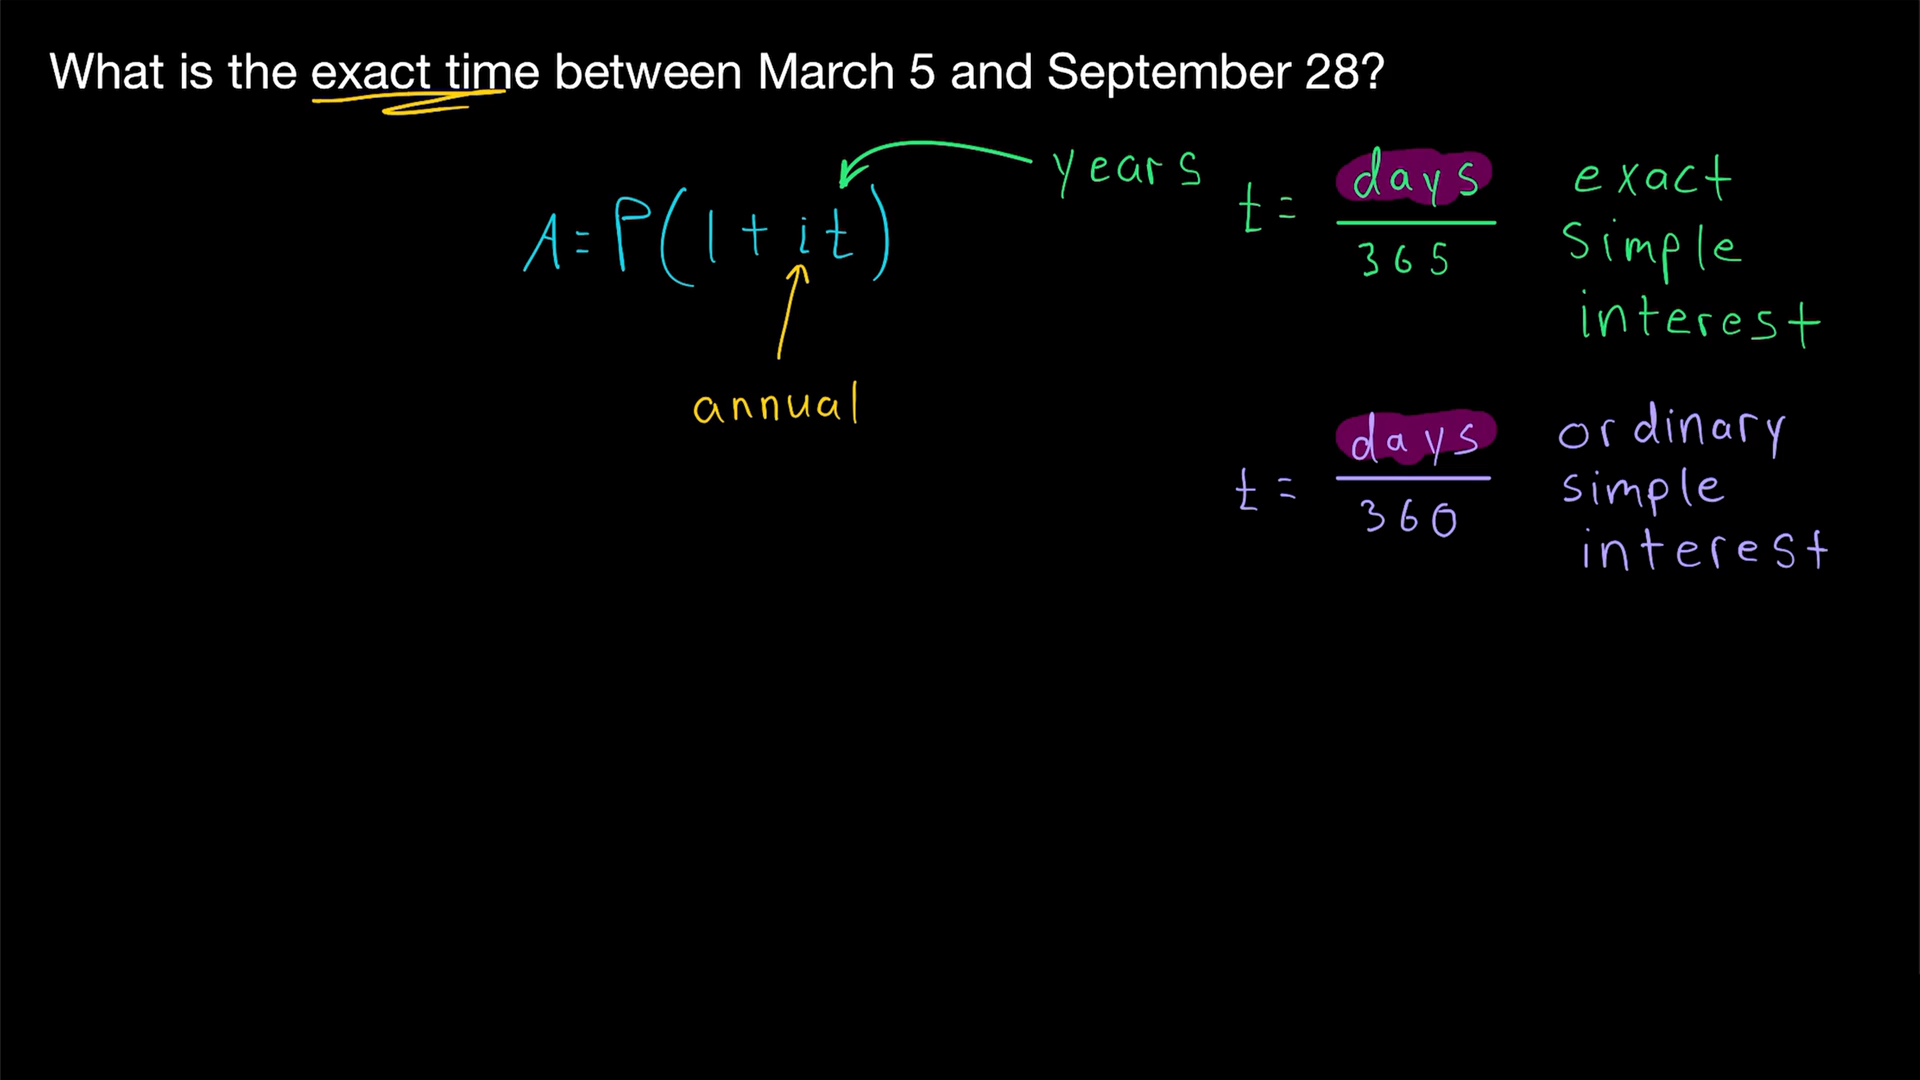 What is the exact time between March 5 and September 28?
A = P(1 + it)
years
annual
t = days / 365
exact
simple
interest
t = days / 360
ordinary
simple
interest